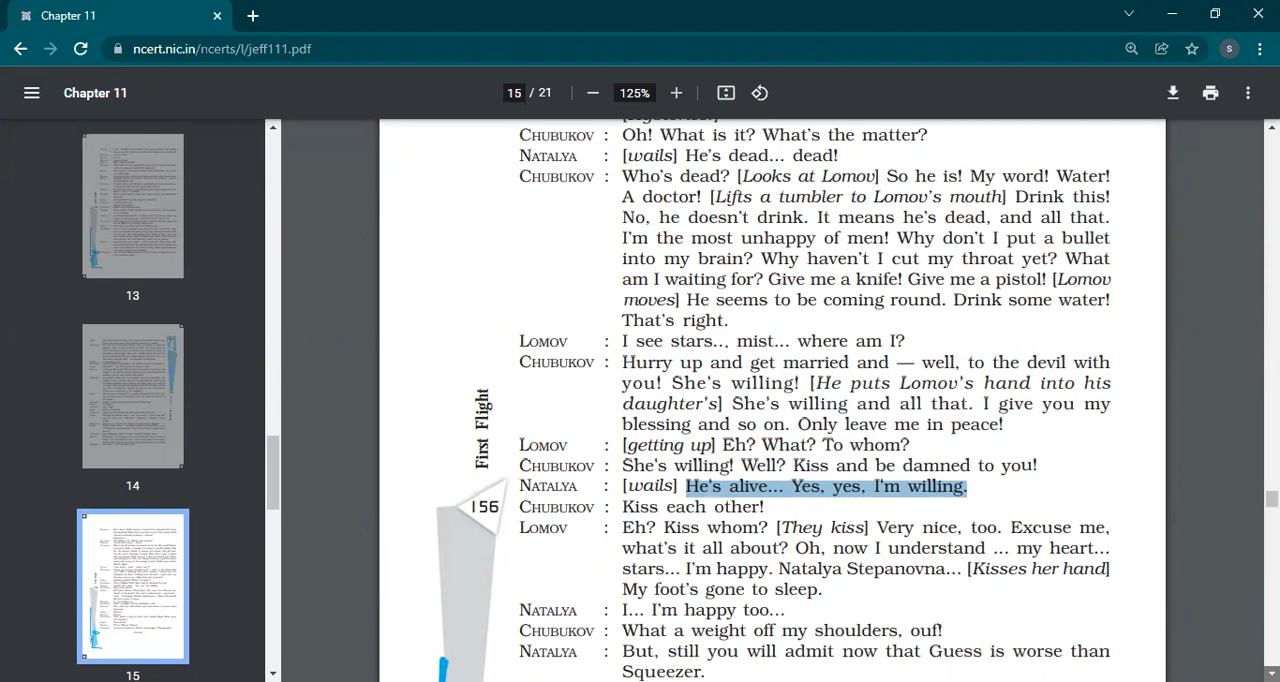 Chapter 11
ncert.nic.in/ncerts/l/jeff111.pdf
S
Chapter 11
15 / 21
125%
13
14
15
CHUBUKOV : Oh! What is it? What's the matter?
NATALYA : [wails] He's dead... dead!
CHUBUKOV : Who's dead? [Looks at Lomov] So he is! My word! Water!
A doctor! [Lifts a tumbler to Lomov's mouth] Drink this!
No, he doesn't drink. It means he's dead, and all that.
I'm the most unhappy of men! Why don't I put a bullet
into my brain? Why haven't I cut my throat yet? What
am I waiting for? Give me a knife! Give me a pistol! [Lomov
moves] He seems to be coming round. Drink some water!
That's right.
LOMOV : I see stars... mist... where am I?
CHUBUKOV : Hurry up and get married and — well, to the devil with
you! She's willing! [He puts Lomov's hand into his
daughter's] She's willing and all that. I give you my
blessing and so on. Only leave me in peace!
LOMOV : [getting up] Eh? What? To whom?
CHUBUKOV : She's willing! Well? Kiss and be damned to you!
NATALYA : [wails] He's alive... Yes, yes, I'm willing.
CHUBUKOV : Kiss each other!
LOMOV : Eh? Kiss whom? [They kiss] Very nice, too. Excuse me,
what's it all about? Oh, now I understand ... my heart...
stars... I'm happy. Natalya Stepanovna... [Kisses her hand]
My foot's gone to sleep.
NATALYA : I... I'm happy too...
CHUBUKOV : What a weight off my shoulders, ouf!
NATALYA : But, still you will admit now that Guess is worse than
Squeezer.
First Flight
156